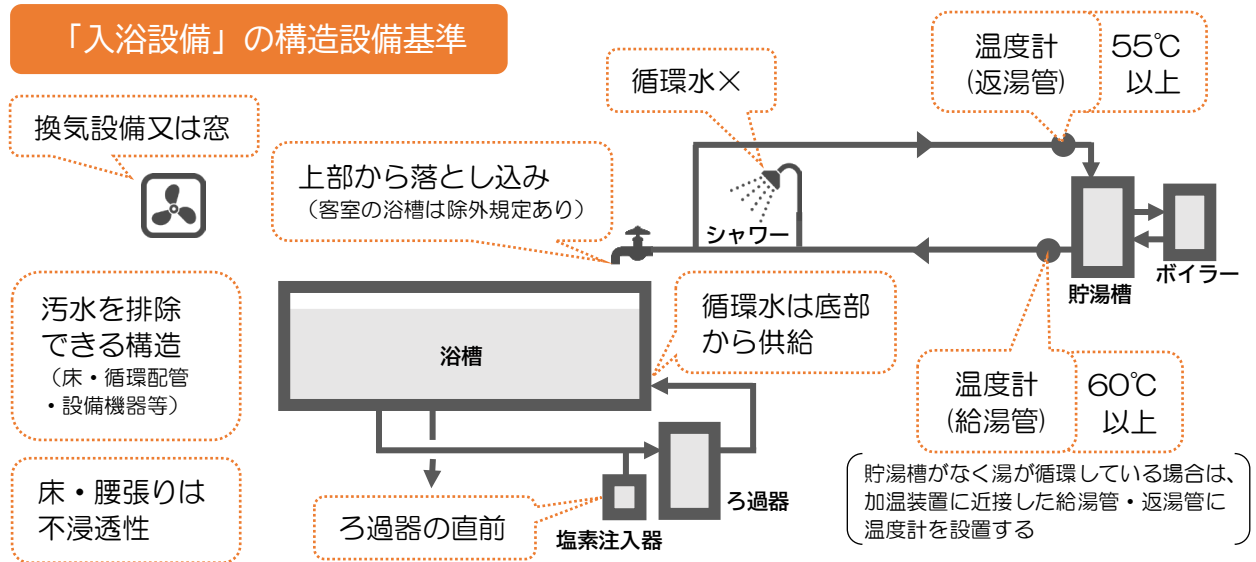 「入浴設備」の構造設備基準
換気設備又は窓
循環水×
温度計
(返湯管)
55℃
以上
上部から落とし込み
（客室の浴槽は除外規定あり）
シャワー
貯湯槽
ボイラー
汚水を排除
できる構造
（床・循環配管
・設備機器等）
浴槽
循環水は底部
から供給
温度計
(給湯管)
60℃
以上
床・腰張りは
不浸透性
ろ過器の直前
塩素注入器
ろ過器
貯湯槽がなく湯が循環している場合は、
加温装置に近接した給湯管・返湯管に
温度計を設置する